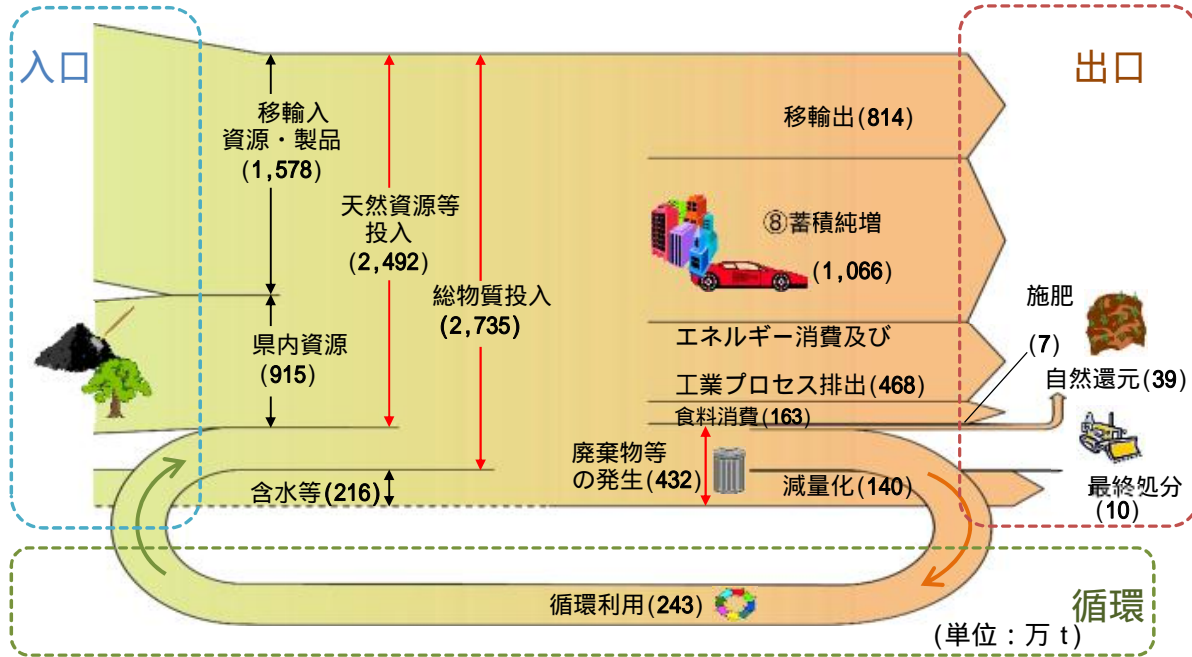 入口
移輸入
資源・製品
(1,578)
県内資源
(915)
天然資源等
投入
(2,492)
総物質投入
(2,735)
含水等(216)
出口
移輸出(814)
⑧蓄積純増
(1,066)
エネルギー消費及び
工業プロセス排出(468)
食料消費(163)
施肥
(7)
自然還元(39)
廃棄物等
の発生(432)
減量化(140)
最終処分
(10)
循環利用(243)
循環
(単位：万ｔ)